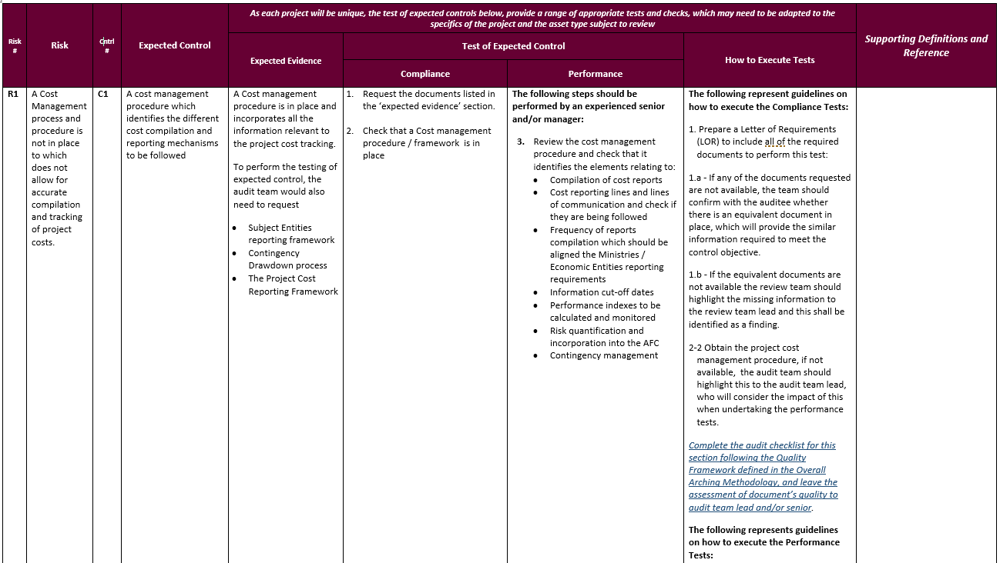 As each project will be unique, the test of expected controls below, provide a range of appropriate tests and checks, which may need to be adapted to the
specifics of the project and the asset type subject to review
Risk
#
Risk
Cntrl
#
Expected Control
Expected Evidence
Test of Expected Control
Compliance
Performance
How to Execute Tests
Supporting Definitions and
Reference
R1
A Cost
Management
process and
procedure is
not in place
to which
does not
allow for
accurate
compilation
and tracking
of project
costs.
C1
A cost management
procedure which
identifies the different
cost compilation and
reporting mechanisms
to be followed
A Cost management
procedure is in place and
incorporates all the
information relevant to
the project cost tracking.
To perform the testing of
expected control, the
audit team would also
need to request
• Subject Entities
reporting framework
• Contingency
Drawdown process
• The Project Cost
Reporting Framework
1. Request the documents listed in
the ‘expected evidence’ section.
2. Check that a Cost management
procedure / framework is in
place
The following steps should be
performed by an experienced senior
and/or manager:
3. Review the cost management
procedure and check that it
identifies the elements relating to:
• Compilation of cost reports
• Cost reporting lines and lines
of communication and check if
they are being followed
• Frequency of reports
compilation which should be
aligned the Ministries /
Economic Entities reporting
requirements
• Information cut-off dates
• Performance indexes to be
calculated and monitored
• Risk quantification and
incorporation into the AFC
• Contingency management
The following represent guidelines on
how to execute the Compliance Tests:
1. Prepare a Letter of Requirements
(LOR) to include all of the required
documents to perform this test:
1.a - If any of the documents requested
are not available, the team should
confirm with the auditee whether
there is an equivalent document in
place, which will provide the similar
information required to meet the
control objective.
1.b - If the equivalent documents are
not available the review team should
highlight the missing information to
the review team lead and this shall be
identified as a finding.
2-2 Obtain the project cost
management procedure, if not
available, the audit team should
highlight this to the audit team lead,
who will consider the impact of this
when undertaking the performance
tests.
Complete the audit checklist for this
section following the Quality
Framework defined in the Overall
Arching Methodology, and leave the
assessment of document’s quality to
audit team lead and/or senior.
The following represents guidelines
on how to execute the Performance
Tests: